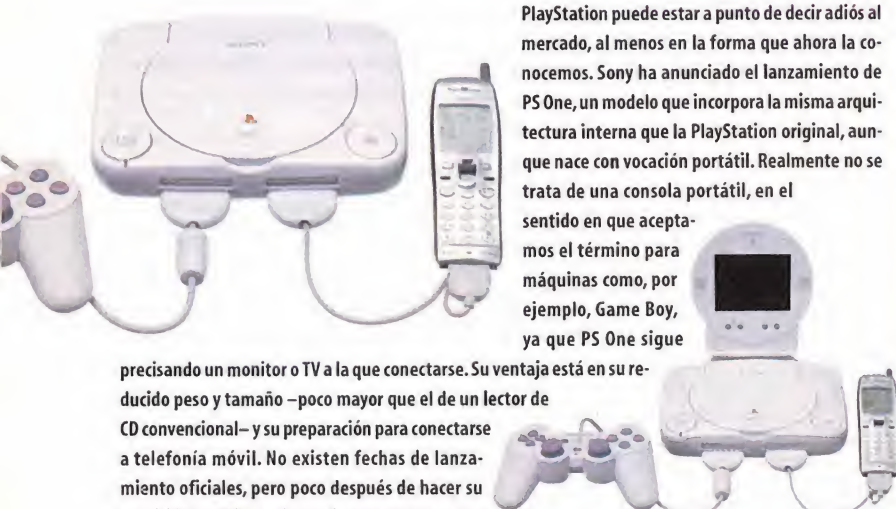 PlayStation puede estar a punto de decir adiós al
mercado, al menos en la forma que ahora la co-
nocemos. Sony ha anunciado el lanzamiento de
PS One, un modelo que incorpora la misma arqui-
tectura interna que la PlayStation original, aun-
que nace con vocación portátil. Realmente no se
trata de una consola portátil, en el
sentido en que acepta-
mos el término para
máquinas como, por
ejemplo, Game Boy,
ya que PS One sigue
precisando un monitor o TV a la que conectarse. Su ventaja está en su re-
ducido peso y tamaño –poco mayor que el de un lector de
CD convencional– y su preparación para conectarse
a telefonía móvil. No existen fechas de lanza-
miento oficiales, pero poco después de hacer su